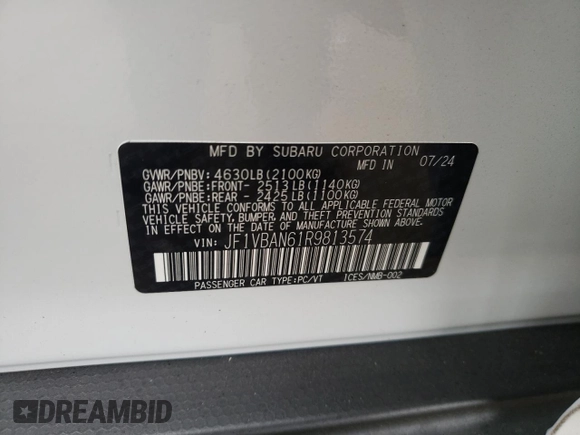 MFD BY SUBARU CORPORATION
MFD IN 07/24
GVWR/PNBV: 4630LB(2100KG)
GAWR/PNBE:FRONT- 2513LB(1140KG)
GAWR/PNBE:REAR - 2425LB(1100KG)
THIS VEHICLE CONFORMS TO ALL APPLICABLE FEDERAL MOTOR
VEHICLE SAFETY, BUMPER, AND THEFT PREVENTION STANDARDS
IN EFFECT ON THE DATE OF MANUFACTURE SHOWN ABOVE.
VIN: JF1VBAN61R9813574
PASSENGER CAR TYPE:PC/VT ICES/NMB-002
DREAMBID